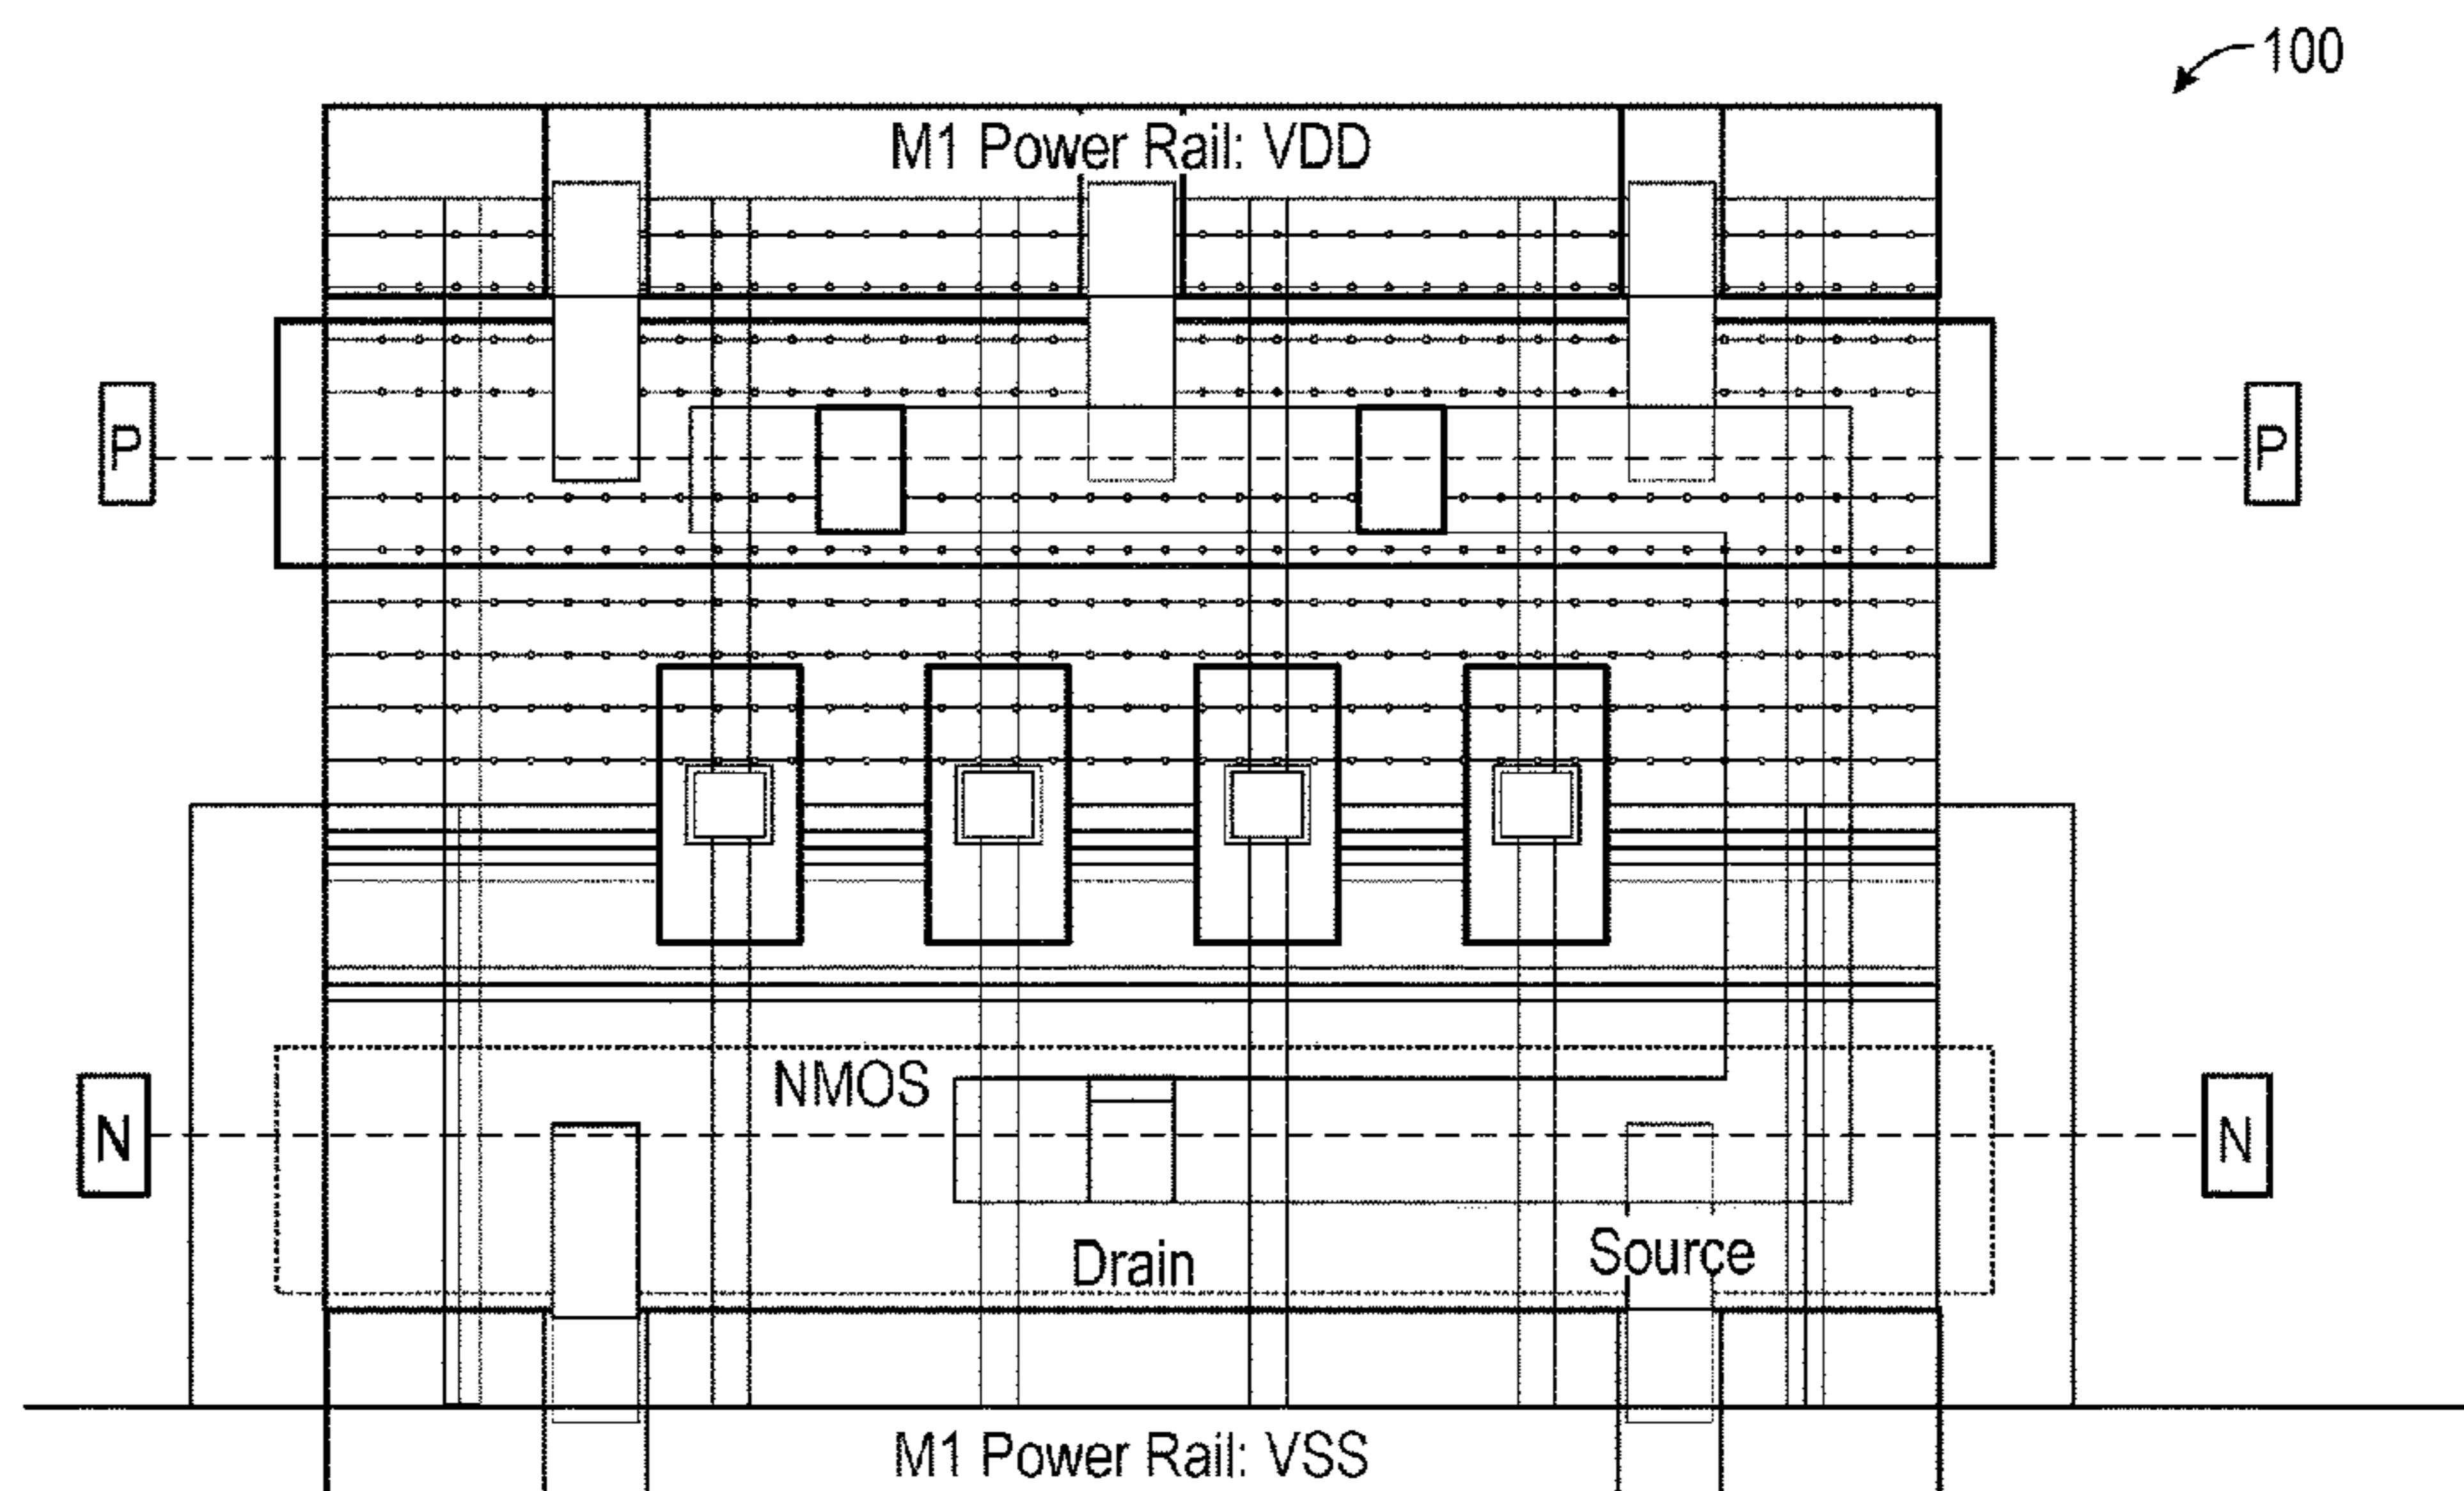 100
M1 Power Rail: VDD
P
P
NMOS
N
N
Drain
Source
M1 Power Rail: VSS